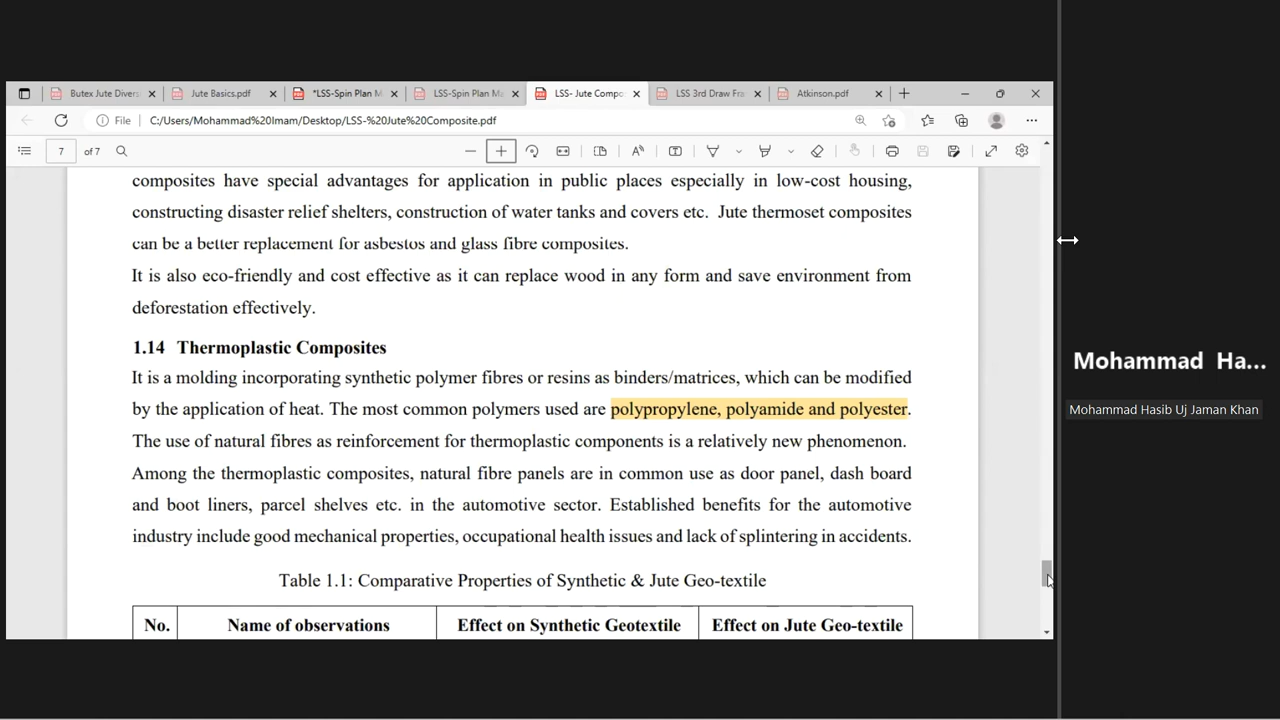 Butex Jute Divers
Jute Basics.pdf
*LSS-Spin Plan M
LSS-Spin Plan Ma
LSS- Jute Compo
LSS 3rd Draw Fra
Atkinson.pdf
File
C:/Users/Mohammad%20Imam/Desktop/LSS-%20Jute%20Composite.pdf
7 of 7
composites have special advantages for application in public places especially in low-cost housing,
constructing disaster relief shelters, construction of water tanks and covers etc. Jute thermoset composites
can be a better replacement for asbestos and glass fibre composites.
It is also eco-friendly and cost effective as it can replace wood in any form and save environment from
deforestation effectively.
1.14 Thermoplastic Composites
It is a molding incorporating synthetic polymer fibres or resins as binders/matrices, which can be modified
by the application of heat. The most common polymers used are polypropylene, polyamide and polyester.
The use of natural fibres as reinforcement for thermoplastic components is a relatively new phenomenon.
Among the thermoplastic composites, natural fibre panels are in common use as door panel, dash board
and boot liners, parcel shelves etc. in the automotive sector. Established benefits for the automotive
industry include good mechanical properties, occupational health issues and lack of splintering in accidents.
Table 1.1: Comparative Properties of Synthetic & Jute Geo-textile
No. Name of observations Effect on Synthetic Geotextile Effect on Jute Geo-textile
Mohammad Ha...
Mohammad Hasib Uj Jaman Khan